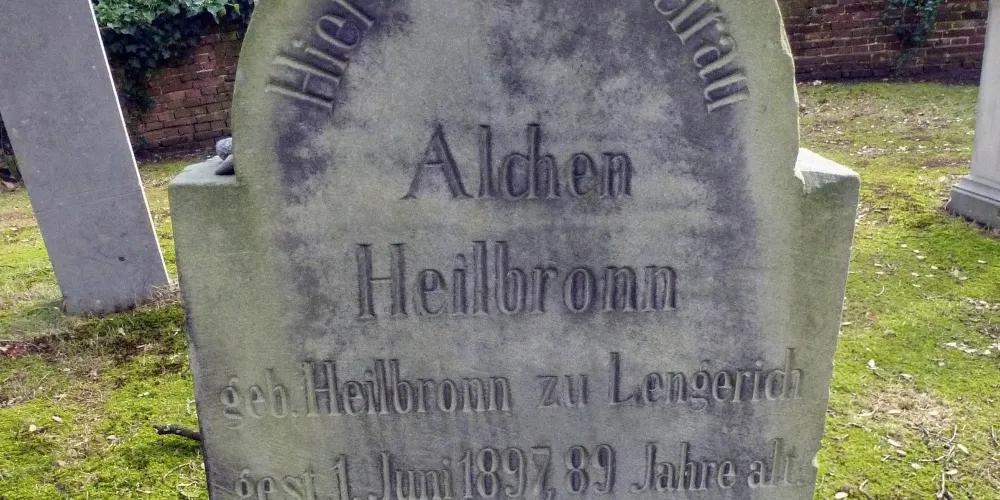 Hier
frau
Alchen
Heilbronn
geb. Heilbronn zu Lengerich
gest. 1. Juni 1897, 89 Jahre alt.